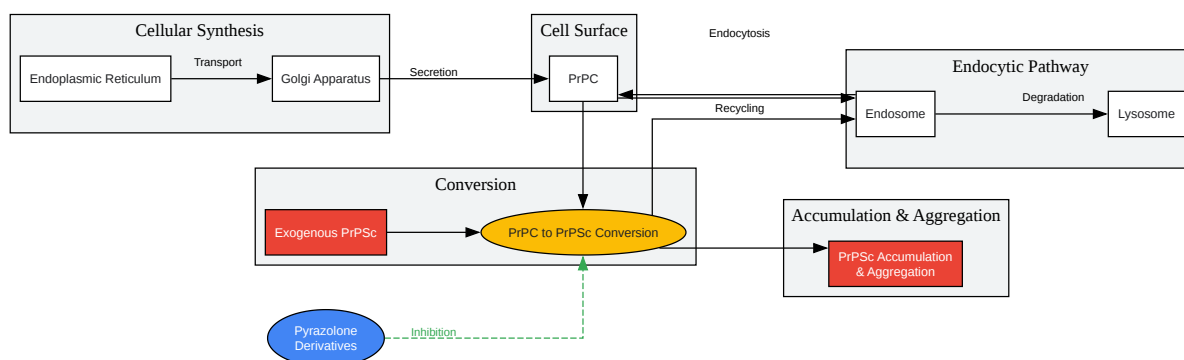 Cellular Synthesis
Endoplasmic Reticulum
Transport
Golgi Apparatus
Secretion
Cell Surface
PrPC
Endocytosis
Recycling
Endocytic Pathway
Endosome
Degradation
Lysosome
Conversion
Exogenous PrPSc
PrPC to PrPSc Conversion
Accumulation & Aggregation
PrPSc Accumulation
& Aggregation
Pyrazolone
Derivatives
Inhibition